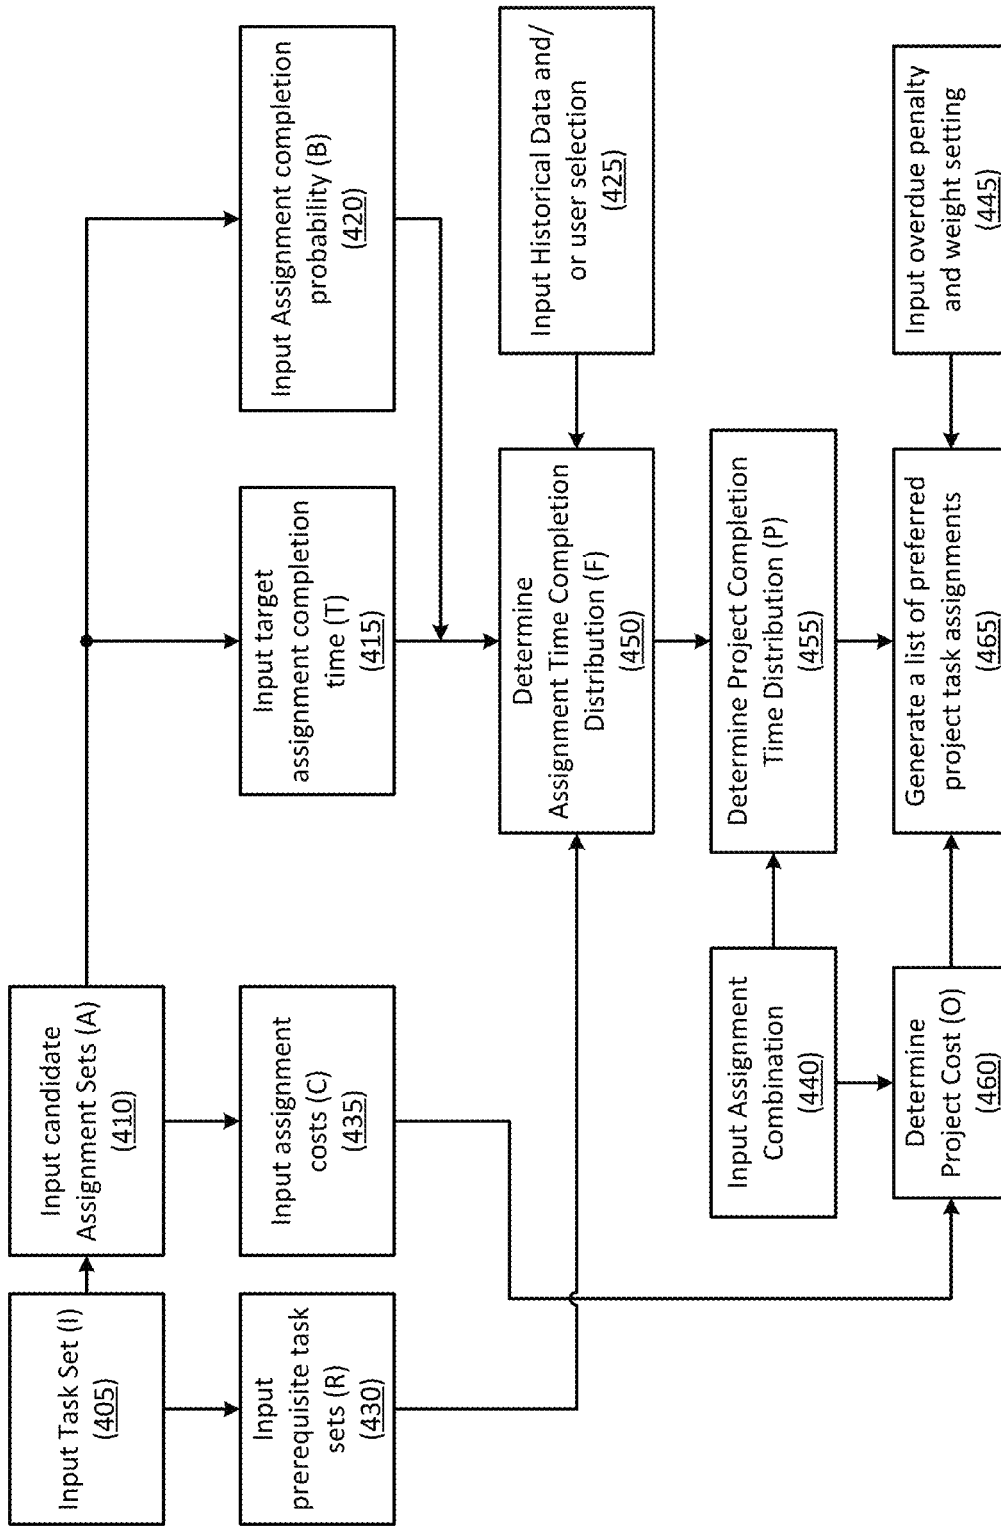 Input Task Set (I)
(405)
Input candidate
Assignment Sets (A)
(410)
Input
prerequisite task
sets (R)
(430)
Input assignment
costs (C)
(435)
Input target
assignment completion
time (T)
(415)
Input Assignment completion
probability (B)
(420)
Determine
Assignment Time Completion
Distribution (F)
(450)
Input Historical Data and/
or user selection
(425)
Input Assignment
Combination
(440)
Determine Project Completion
Time Distribution (P)
(455)
Determine
Project Cost (O)
(460)
Generate a list of preferred
project task assignments
(465)
Input overdue penalty
and weight setting
(445)